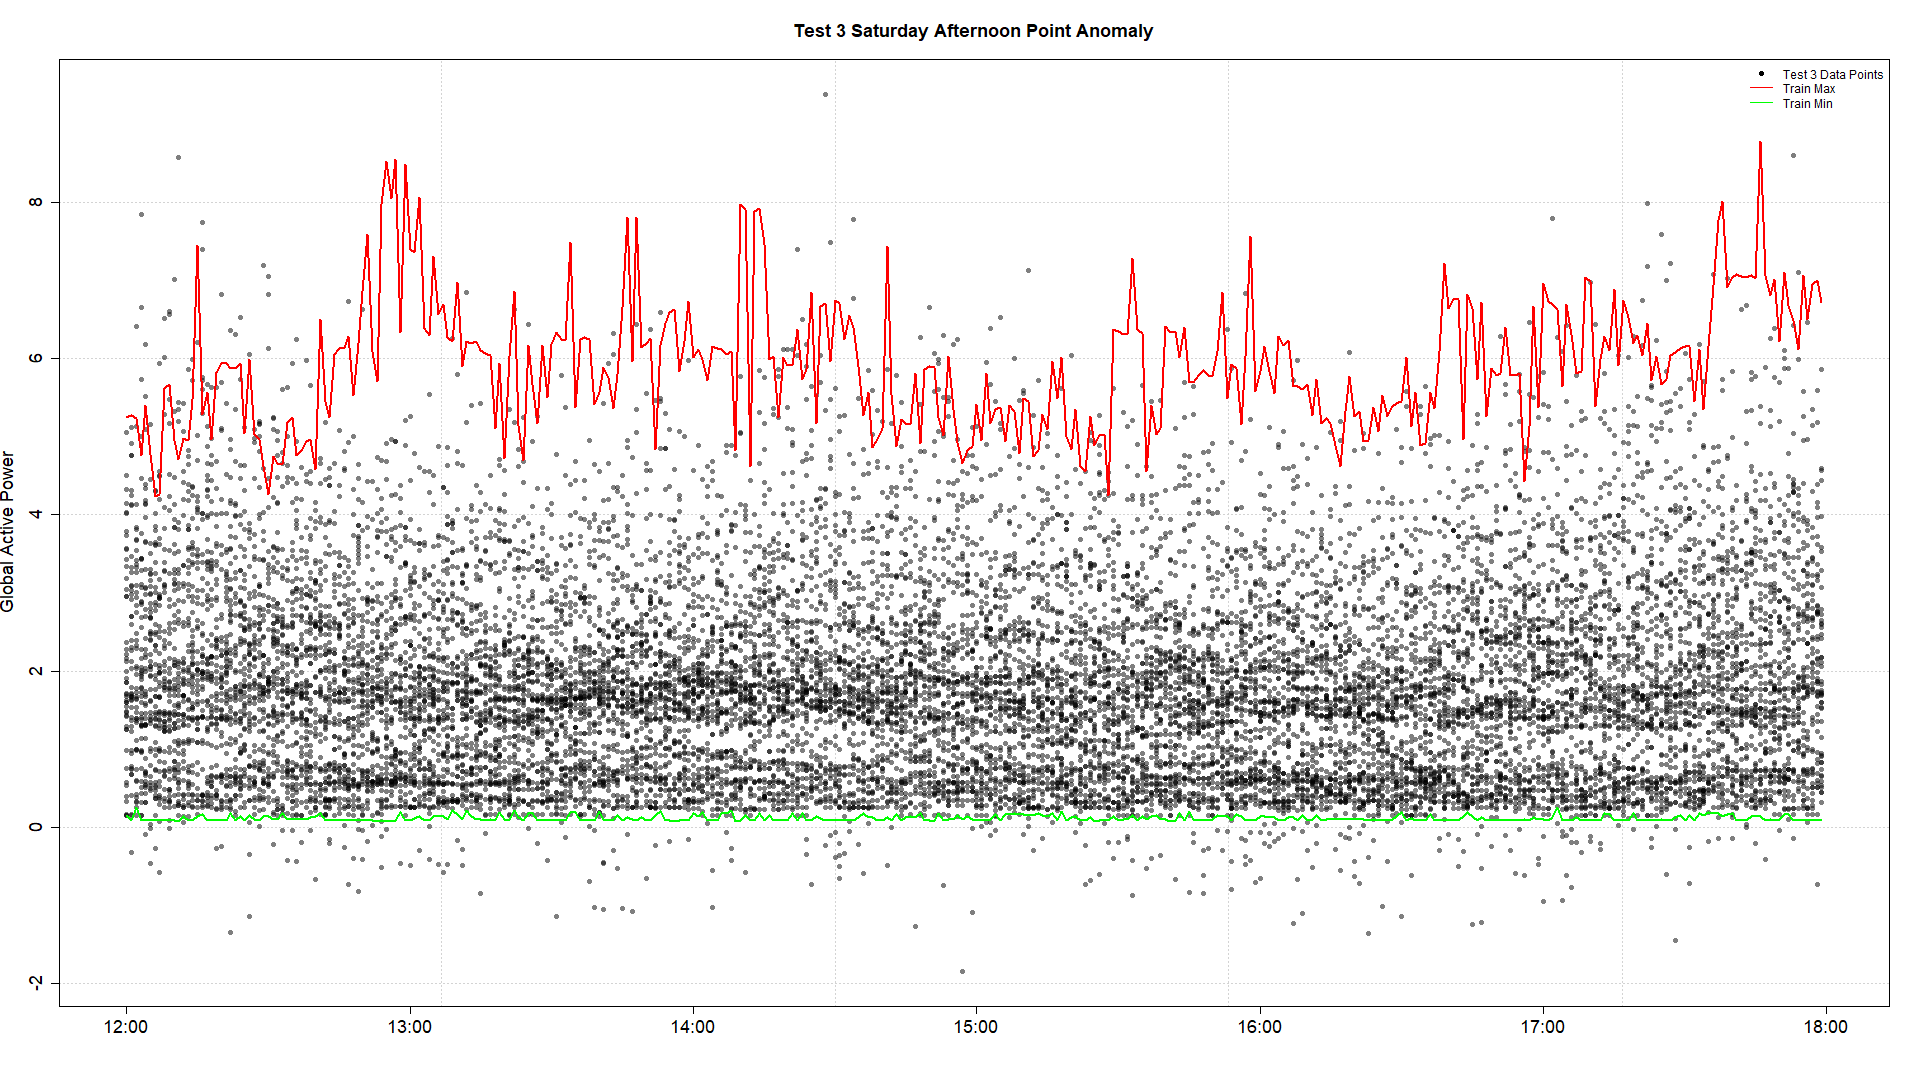 Test 3 Saturday Afternoon Point Anomaly
Test 3 Data Points
Train Max
Train Min
Global Active Power
8
6
4
2
0
-2
12:00
13:00
14:00
15:00
16:00
17:00
18:00